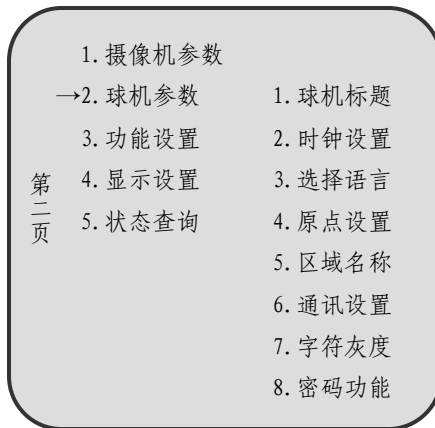 第二页
1.摄像机参数
→2.球机参数
3.功能设置
4.显示设置
5.状态查询
1.球机标题
2.时钟设置
3.选择语言
4.原点设置
5.区域名称
6.通讯设置
7.字符灰度
8.密码功能